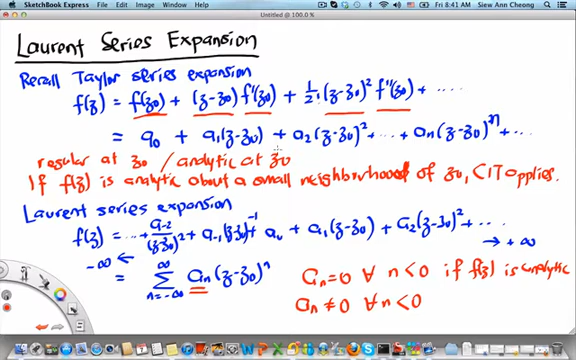 SketchBook Express File Edit Image Window Help Fri 8:41 AM Siew Ann Cheong
Untitled @ 100.0 %
Laurent Series Expansion
Recall Taylor series expansion
f(z) = f(z0) + (z-z0) f'(z0) + 1/2! (z-z0)² f''(z0) + ....
= a0 + a1(z-z0) + a2(z-z0)² + ... + an(z-z0)ⁿ + ...
regular at z0 / analytic at z0
If f(z) is analytic about a small neighborhood of z0, CIT applies.
Laurent series expansion
f(z) = ... + a-2/(z-z0)² + a-1(z-z0)⁻¹ + a0 + a1(z-z0) + a2(z-z0)² + ...
-∞ ← → +∞
= ∑ n=-∞ ∞ an(z-z0)ⁿ
an=0 ∀ n<0 if f(z) is analytic
an≠0 ∀ n<0